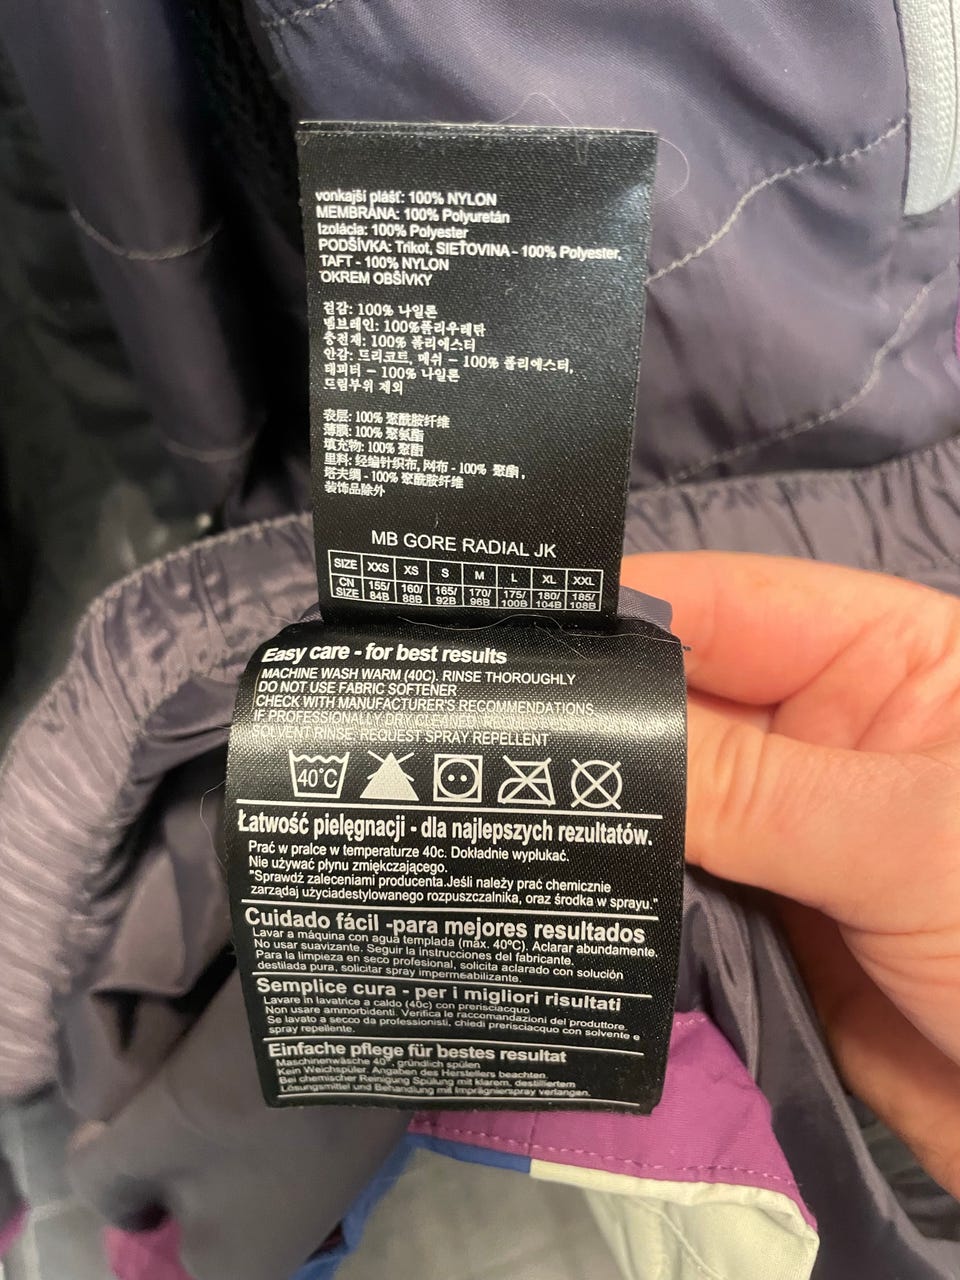 vonkajší plášť: 100% NYLON
MEMBRÁNA: 100% Polyuretán
Izolácia: 100% Polyester
PODŠÍVKA: Trikot, SIEŤOVINA - 100% Polyester,
TAFT - 100% NYLON
OKREM OBŠÍVKY
겉감: 100% 나일론
멤브레인: 100%폴리우레탄
충전재: 100% 폴리에스터
안감: 드리코트, 메쉬 - 100% 폴리에스터,
태피터 - 100% 나일론
드림부위 제외
表层: 100% 聚酰胺纤维
薄膜: 100% 聚氨酯
填充物: 100% 聚酯
里料: 经编针织布, 网布 - 100% 聚酯,
塔夫绸 - 100% 聚酰胺纤维
装饰品除外
MB GORE RADIAL JK
SIZE XXS XS S M L XL XXL
CN SIZE 155/84B 160/88B 165/92B 170/96B 175/100B 180/104B 185/108B
Easy care - for best results
MACHINE WASH WARM (40C). RINSE THOROUGHLY
DO NOT USE FABRIC SOFTENER
CHECK WITH MANUFACTURER'S RECOMMENDATIONS.
IF PROFESSIONALLY DRY CLEANED, REQUEST
SOLVENT RINSE; REQUEST SPRAY REPELLENT
40°C
Łatwość pielęgnacji - dla najlepszych rezultatów.
Prać w pralce w temperaturze 40c. Dokładnie wypłukać.
Nie używać płynu zmiękczającego.
"Sprawdź zaleceniami producenta.Jeśli należy prać chemicznie
zarządaj użyciadestylowanego rozpuszczalnika, oraz środka w sprayu."
Cuidado fácil -para mejores resultados
Lavar a máquina con agua templada (máx. 40ºC). Aclarar abundamente.
No usar suavizante. Seguir la instrucciones del fabricante.
Para la limpieza en seco profesional, solicita aclarado con solución
destilada pura, solicitar spray impermeabilizante.
Semplice cura - per i migliori risultati
Lavare in lavatrice a caldo (40c) con prerisciacquo
Non usare ammorbidenti. Verifica le raccomandazioni del produttore.
Se lavato a secco da professionisti, chiedi prerisciacquo con solvente e
spray repellente.
Einfache pflege für bestes resultat
Maschinenwäsche 40°, gründlich spülen
Kein Weichspüler. Angaben des Herstellers beachten.
Bei chemischer Reinigung Spülung mit klarem, destilliertem
Lösungsmittel und Behandlung mit Imprägnierspray verlangen.